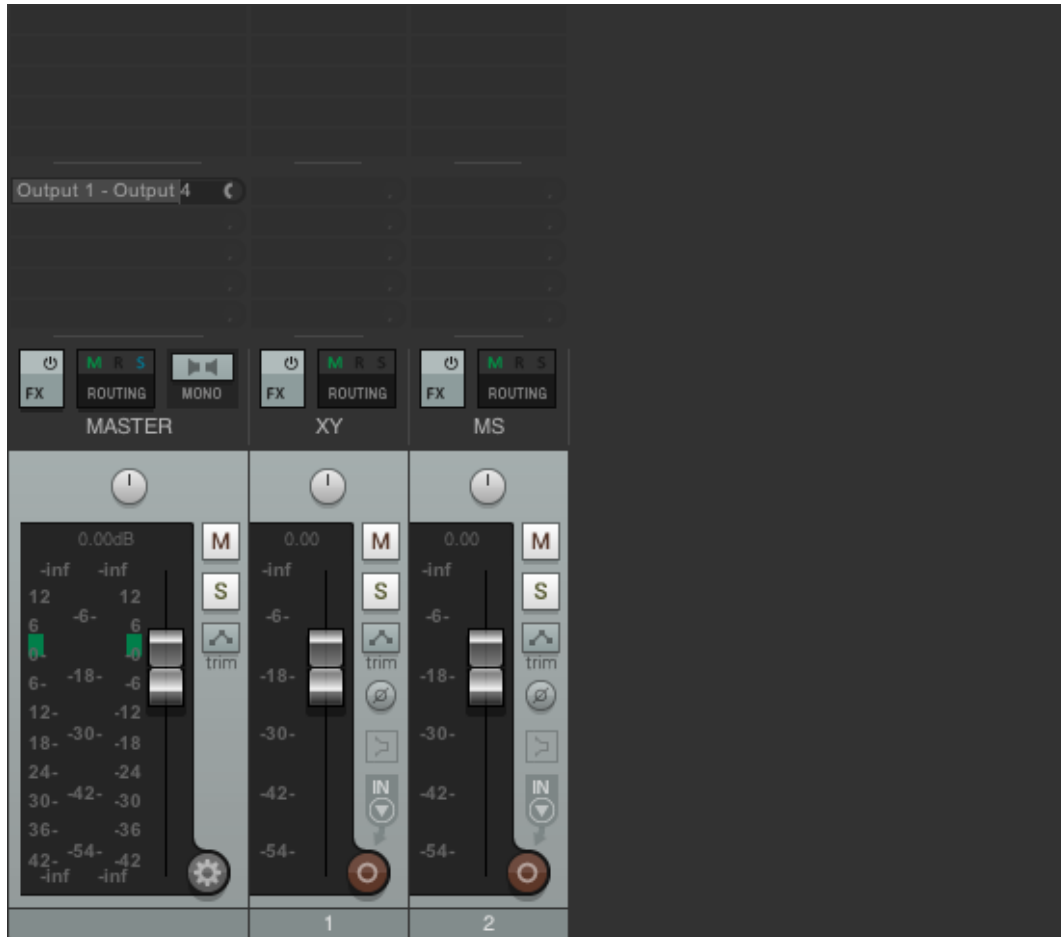 Output 1 - Output 4
M R S
ROUTING
FX
MONO
MASTER
M R S
ROUTING
FX
XY
M R S
ROUTING
FX
MS
0.00dB
-inf -inf
12 12
-6-
6 6
0- -0
6- -18- -6
12- -12
18- -30- -18
24- -24
30- -42- -30
36- -36
42- -54- -42
-inf -inf
M
S
trim
0.00
-inf
-6-
-18-
-30-
-42-
-54-
M
S
trim
IN
1
0.00
-inf
-6-
-18-
-30-
-42-
-54-
M
S
trim
IN
2